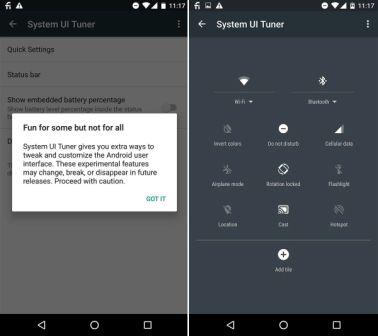 fi 11:17
System UI Tuner
Quick Settings
Status bar
Show embedded battery percentage
Show battery level percentage inside the status
Fun for some but not for all
System UI Tuner gives you extra ways to
tweak and customize the Android user
interface. These experimental features
may change, break, or disappear in future
releases. Proceed with caution.
GOT IT
fi 11:17
System UI Tuner
Wi-Fi Bluetooth
Invert colors Do not disturb Cellular data
Airplane mode Rotation locked Flashlight
Location Cast Hotspot
Add tile